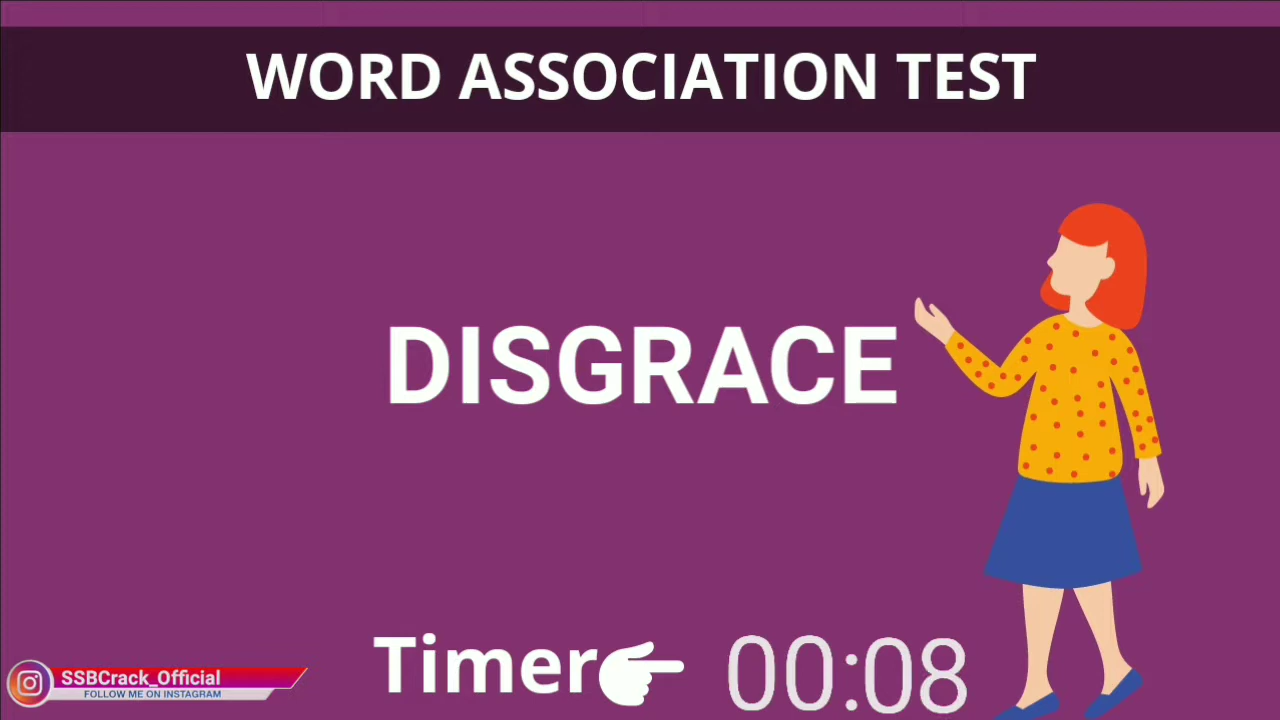 WORD ASSOCIATION TEST
DISGRACE
Timer 00:08
SSBCrack_Official
FOLLOW ME ON INSTAGRAM